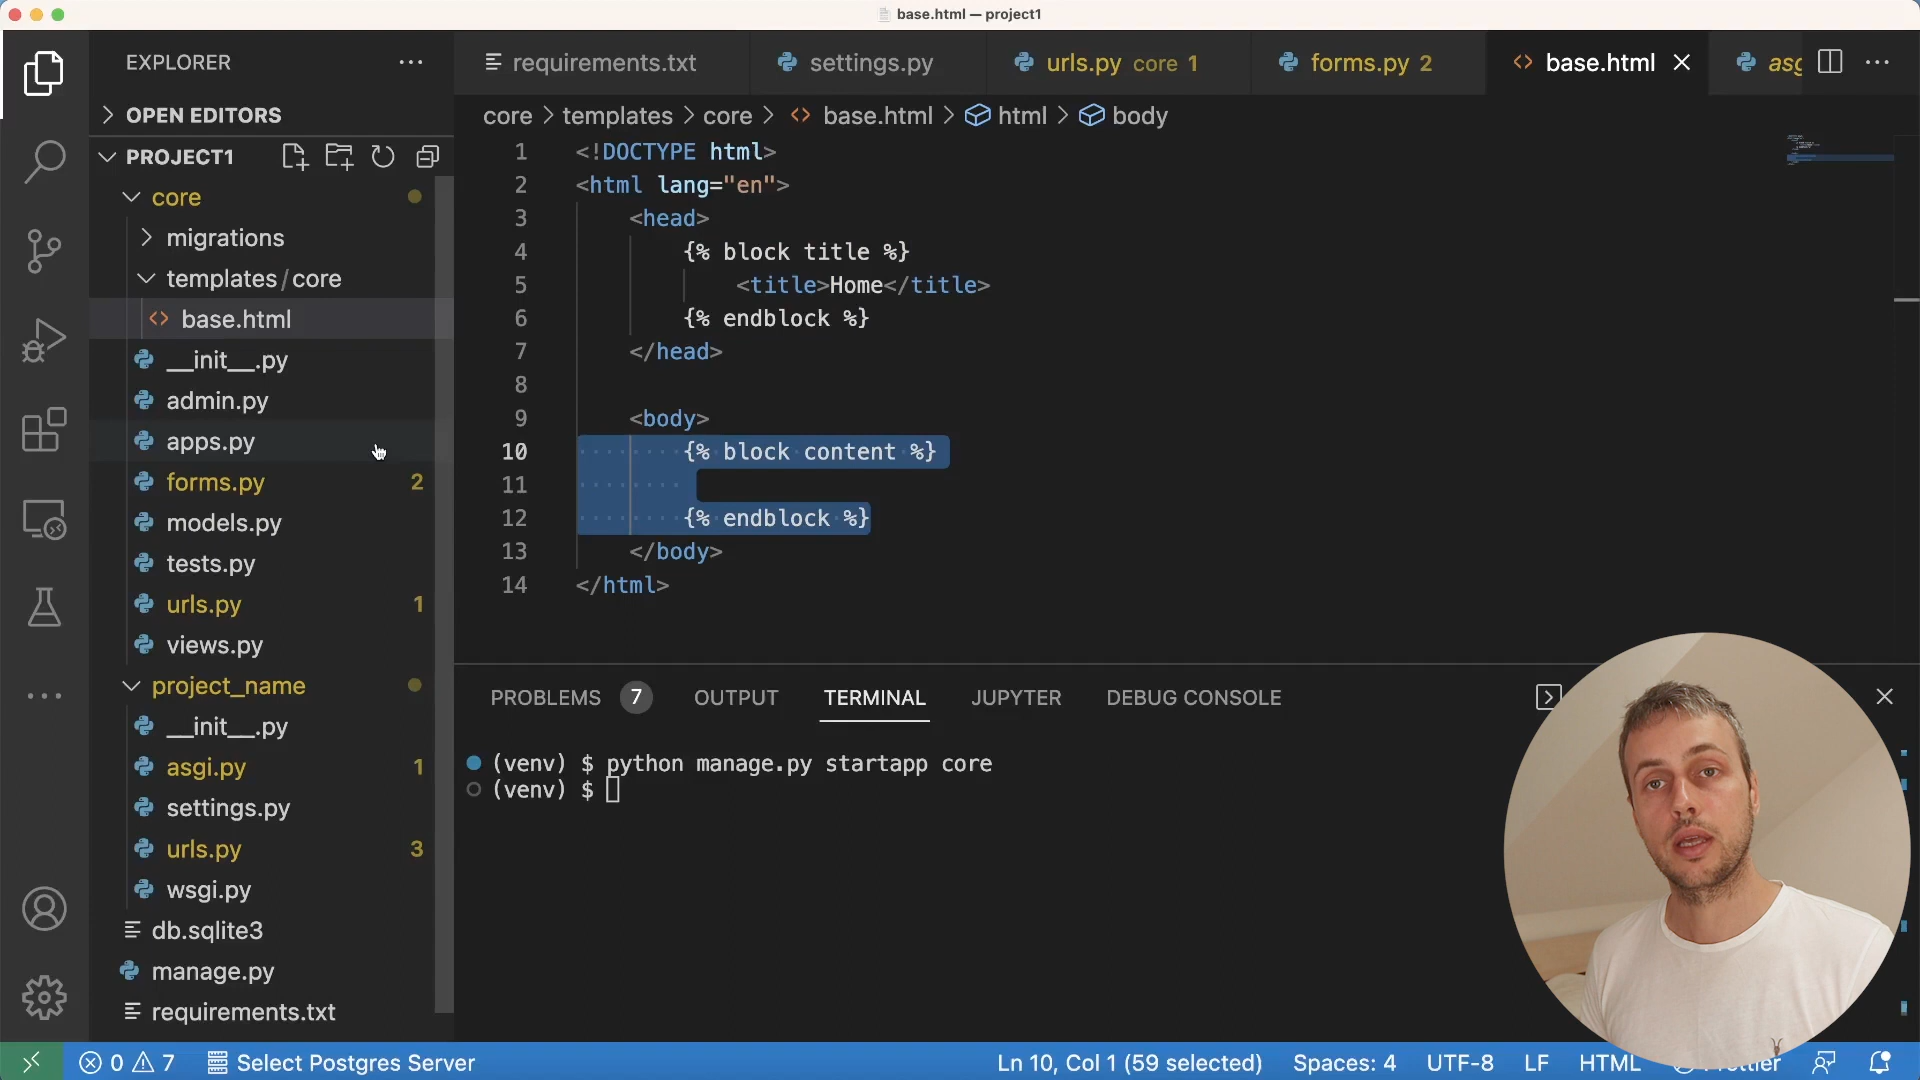 base.html — project1
EXPLORER
OPEN EDITORS
PROJECT1
core
migrations
templates/core
base.html
__init__.py
admin.py
apps.py
forms.py 2
models.py
tests.py
urls.py 1
views.py
project_name
__init__.py
asgi.py 1
settings.py
urls.py 3
wsgi.py
db.sqlite3
manage.py
requirements.txt
requirements.txt settings.py urls.py core 1 forms.py 2 base.html
core > templates > core > base.html > html > body
1 <!DOCTYPE html>
2 <html lang="en">
3 <head>
4 {% block title %}
5 <title>Home</title>
6 {% endblock %}
7 </head>
8
9 <body>
10 {% block content %}
11
12 {% endblock %}
13 </body>
14 </html>
PROBLEMS 7 OUTPUT TERMINAL JUPYTER DEBUG CONSOLE
(venv) $ python manage.py startapp core
(venv) $
0 7 Select Postgres Server Ln 10, Col 1 (59 selected) Spaces: 4 UTF-8 LF HTML